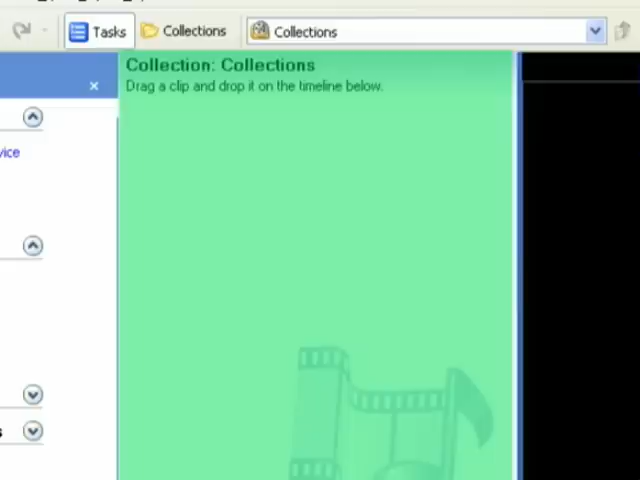 Tasks
Collections
Collections
Collection: Collections
Drag a clip and drop it on the timeline below.
vice
s